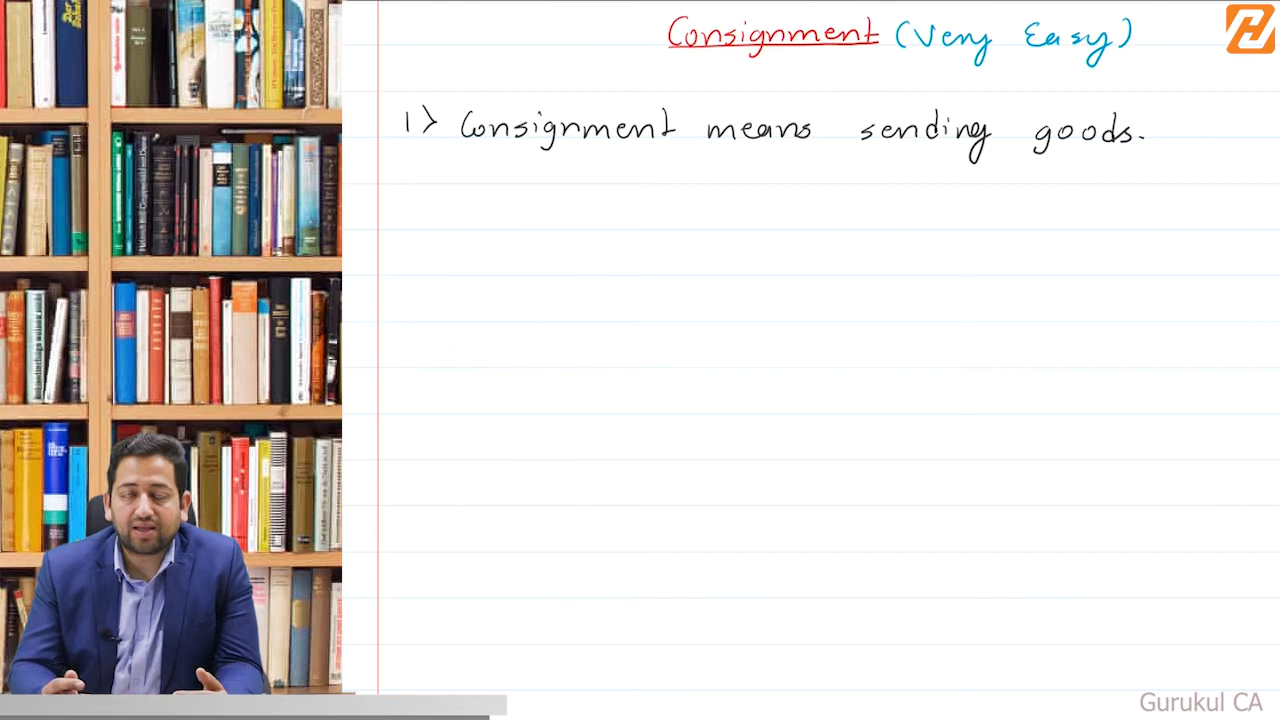 Consignment (Very Easy)
1) Consignment means sending goods.
Gurukul CA